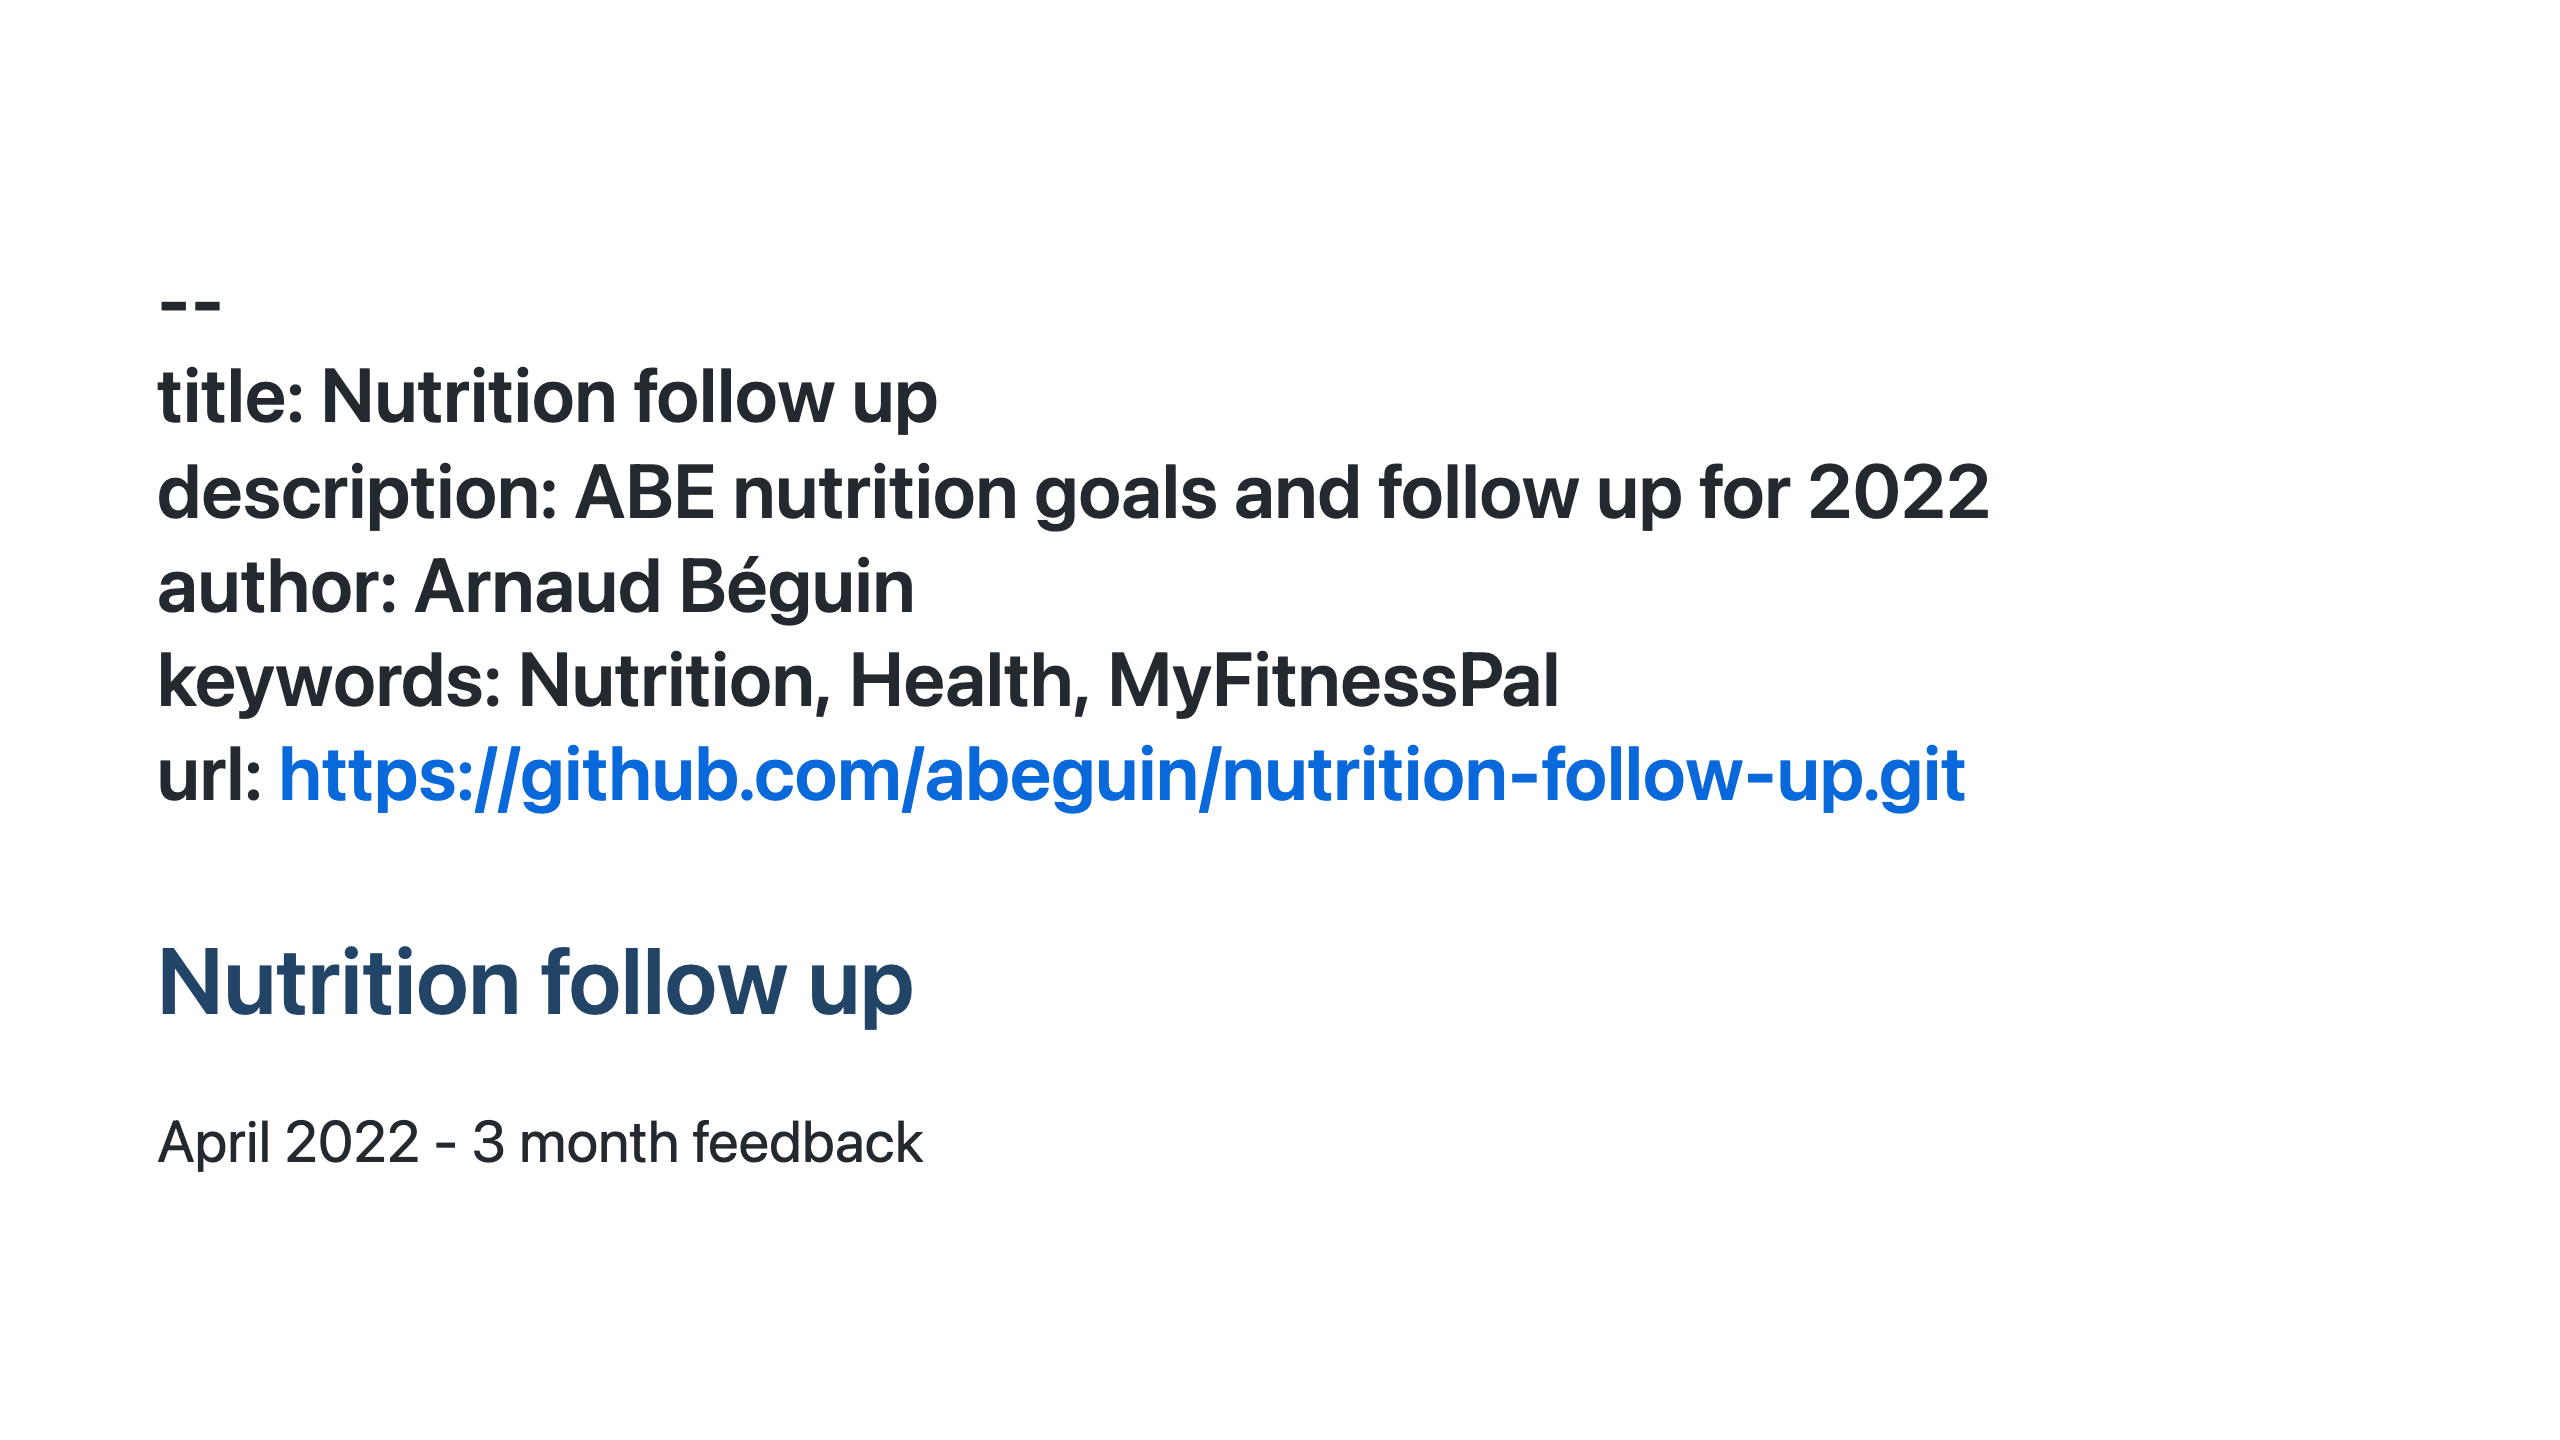 --
title: Nutrition follow up
description: ABE nutrition goals and follow up for 2022
author: Arnaud Béguin
keywords: Nutrition, Health, MyFitnessPal
url: https://github.com/abeguin/nutrition-follow-up.git
Nutrition follow up
April 2022 - 3 month feedback